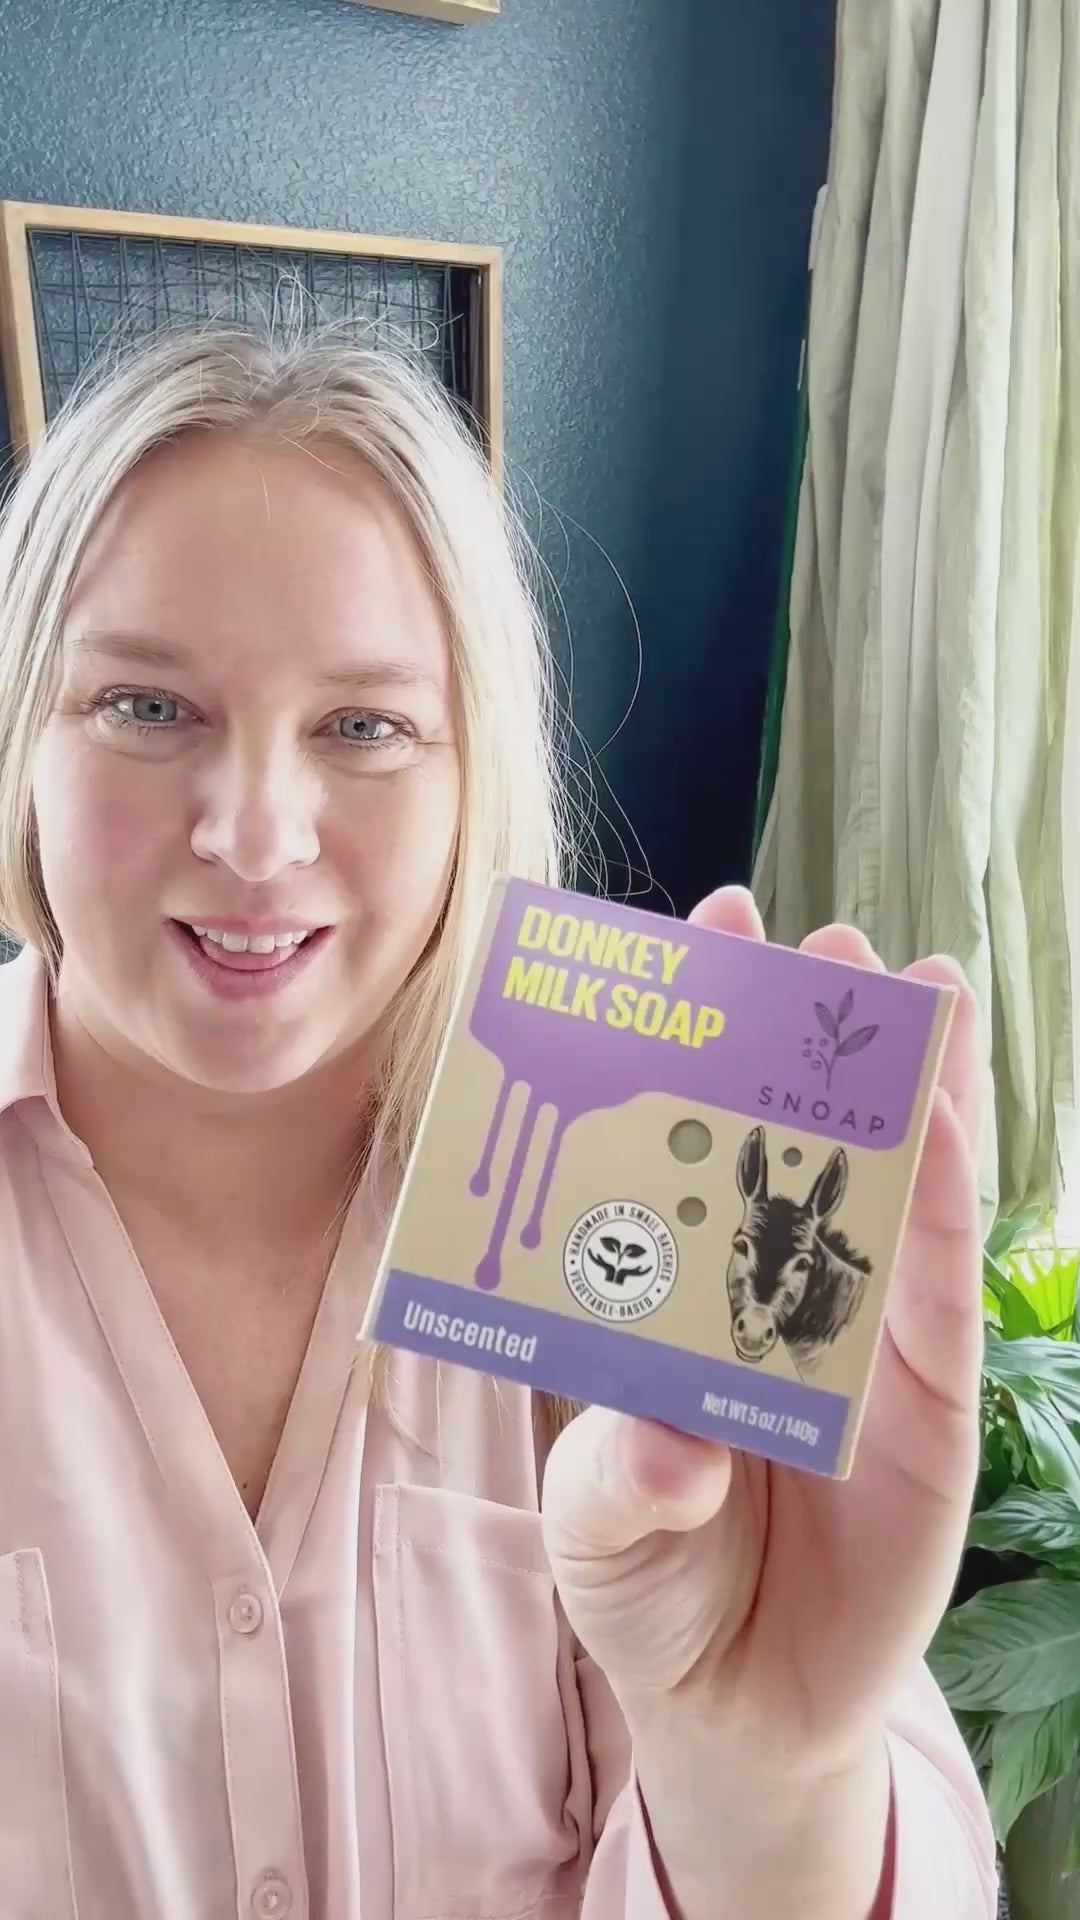 DONKEY
MILK SOAP
SNOAP
HANDMADE IN SMALL BATCHES
VEGETABLE-BASED
Unscented
Net Wt 5 oz / 140g